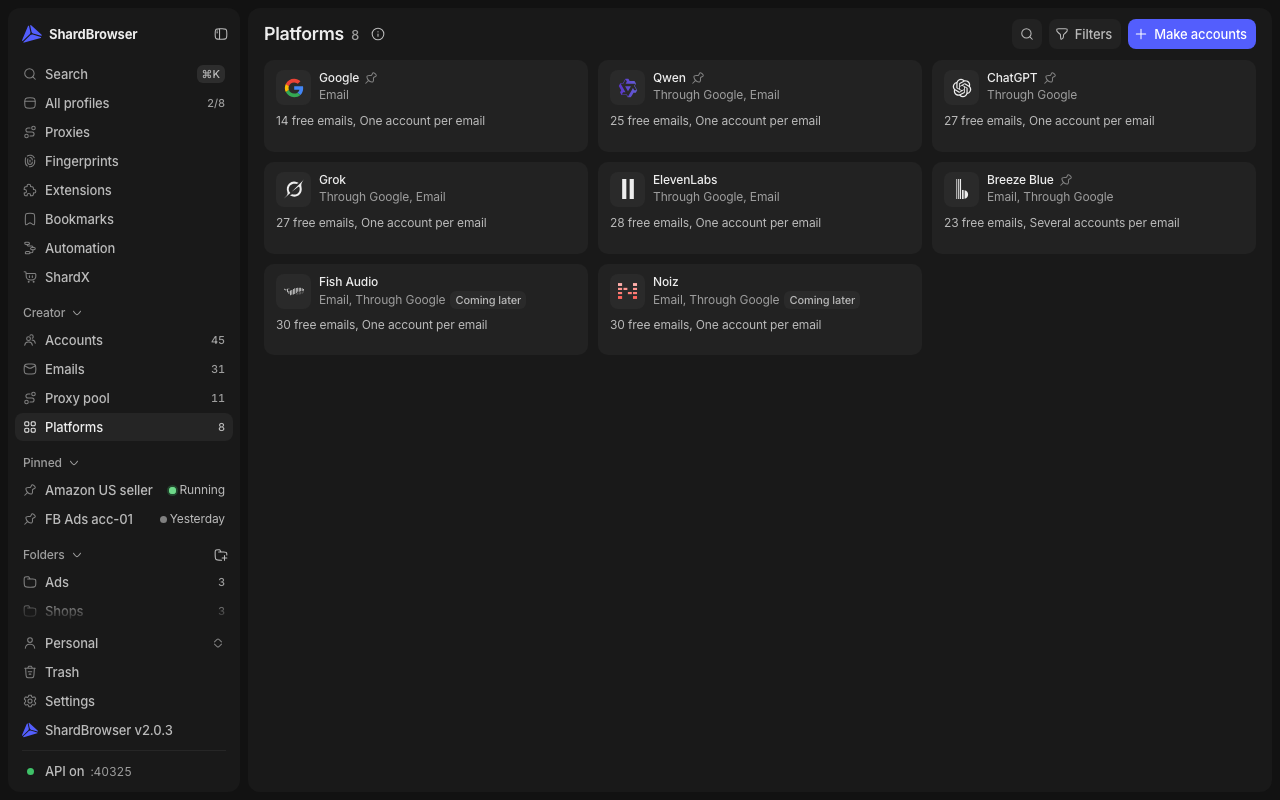 ShardBrowser
Search ⌘K
All profiles 2/8
Proxies
Fingerprints
Extensions
Bookmarks
Automation
ShardX
Creator
Accounts 45
Emails 31
Proxy pool 11
Platforms 8
Pinned
Amazon US seller Running
FB Ads acc-01 Yesterday
Folders
Ads 3
Shops 3
Personal
Trash
Settings
ShardBrowser v2.0.3
API on :40325
Platforms 8
Filters
Make accounts
Google
Email
14 free emails, One account per email
Qwen
Through Google, Email
25 free emails, One account per email
ChatGPT
Through Google
27 free emails, One account per email
Grok
Through Google, Email
27 free emails, One account per email
ElevenLabs
Through Google, Email
28 free emails, One account per email
Breeze Blue
Email, Through Google
23 free emails, Several accounts per email
Fish Audio
Email, Through Google Coming later
30 free emails, One account per email
Noiz
Email, Through Google Coming later
30 free emails, One account per email